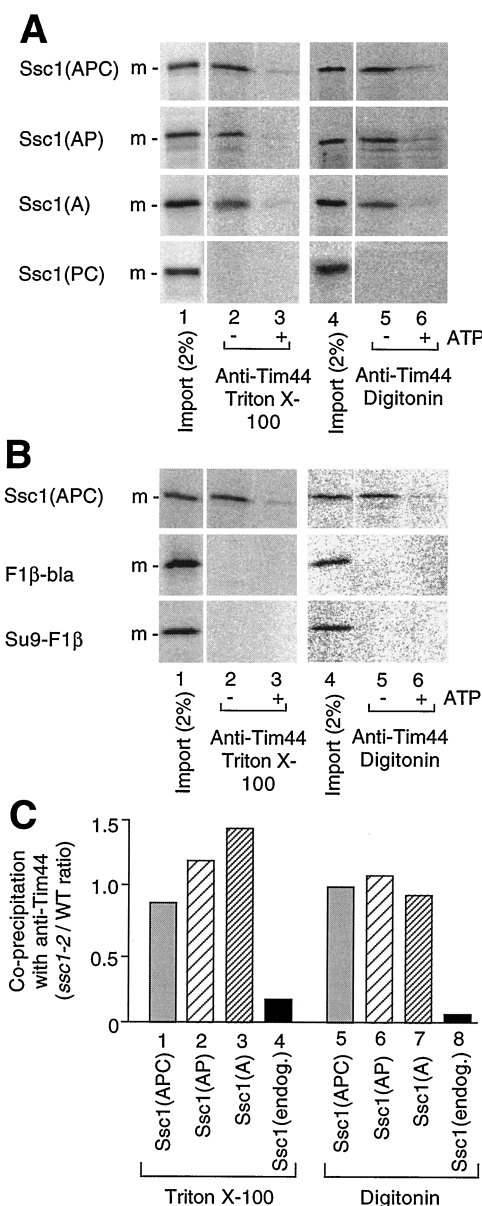 A
Ssc1(APC) m -
Ssc1(AP) m -
Ssc1(A) m -
Ssc1(PC) m -
1 2 3 4 5 6
- + - + ATP
Import (2%)
Anti-Tim44
Triton X-
100
Import (2%)
Anti-Tim44
Digitonin
B
Ssc1(APC) m -
F1β-bla m -
Su9-F1β m -
1 2 3 4 5 6
- + - + ATP
Import (2%)
Anti-Tim44
Triton X-
100
Import (2%)
Anti-Tim44
Digitonin
C
Co-precipitation
with anti-Tim44
(ssc1-2 / WT ratio)
1.5
1.0
0.5
0
1 2 3 4 5 6 7 8
Ssc1(APC)
Ssc1(AP)
Ssc1(A)
Ssc1(endog.)
Ssc1(APC)
Ssc1(AP)
Ssc1(A)
Ssc1(endog.)
Triton X-100 Digitonin